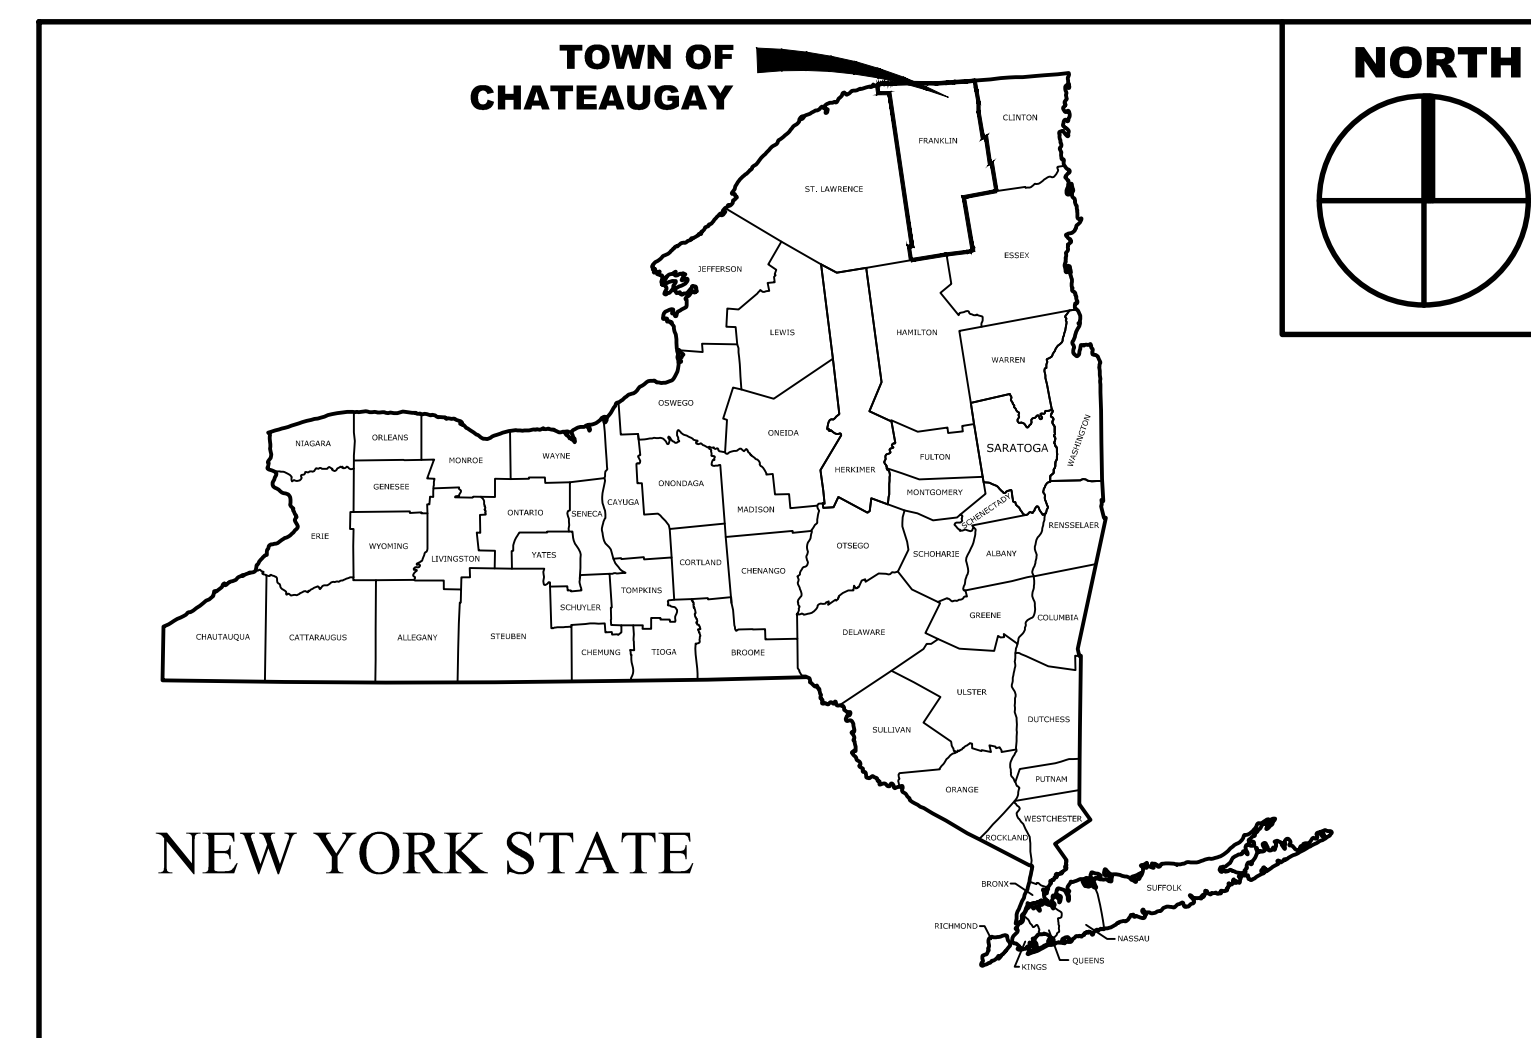 TOWN OF
CHATEAUGAY
NORTH
CLINTON
FRANKLIN
ST. LAWRENCE
ESSEX
JEFFERSON
LEWIS
HAMILTON
WARREN
OSWEGO
WASHINGTON
ONEIDA
NIAGARA
ORLEANS
MONROE
WAYNE
SARATOGA
FULTON
HERKIMER
GENESEE
ONONDAGA
MONTGOMERY
CAYUGA
MADISON
ONTARIO
SENECA
SCHENECTADY
RENSSELAER
ERIE
WYOMING
LIVINGSTON
YATES
OTSEGO
SCHOHARIE
ALBANY
CORTLAND
CHENANGO
TOMPKINS
SCHUYLER
GREENE
COLUMBIA
CHAUTAUQUA
CATTARAUGUS
ALLEGANY
STEUBEN
DELAWARE
CHEMUNG
TIOGA
BROOME
ULSTER
DUTCHESS
SULLIVAN
PUTNAM
ORANGE
WESTCHESTER
ROCKLAND
NEW YORK STATE
BRONX
SUFFOLK
RICHMOND
NASSAU
QUEENS
KINGS